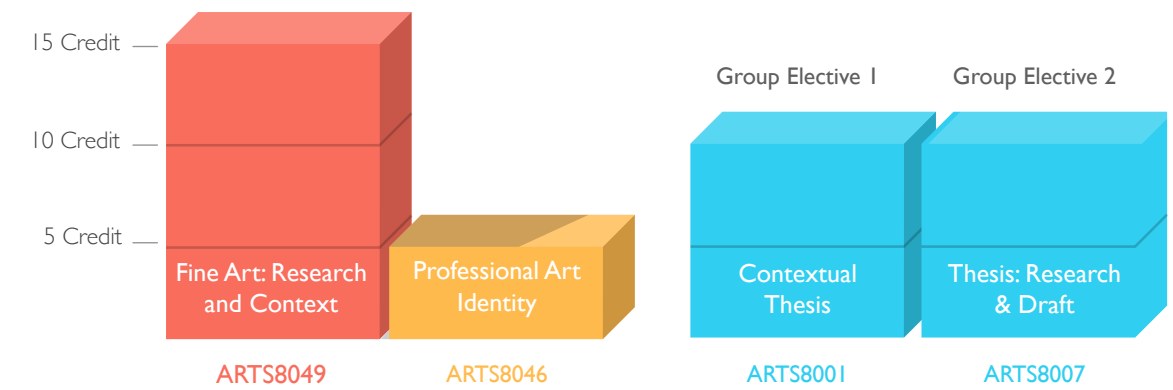 15 Credit
10 Credit
5 Credit
Group Elective 1
Group Elective 2
Fine Art: Research
and Context
Professional Art
Identity
Contextual
Thesis
Thesis: Research
& Draft
ARTS8049
ARTS8046
ARTS8001
ARTS8007